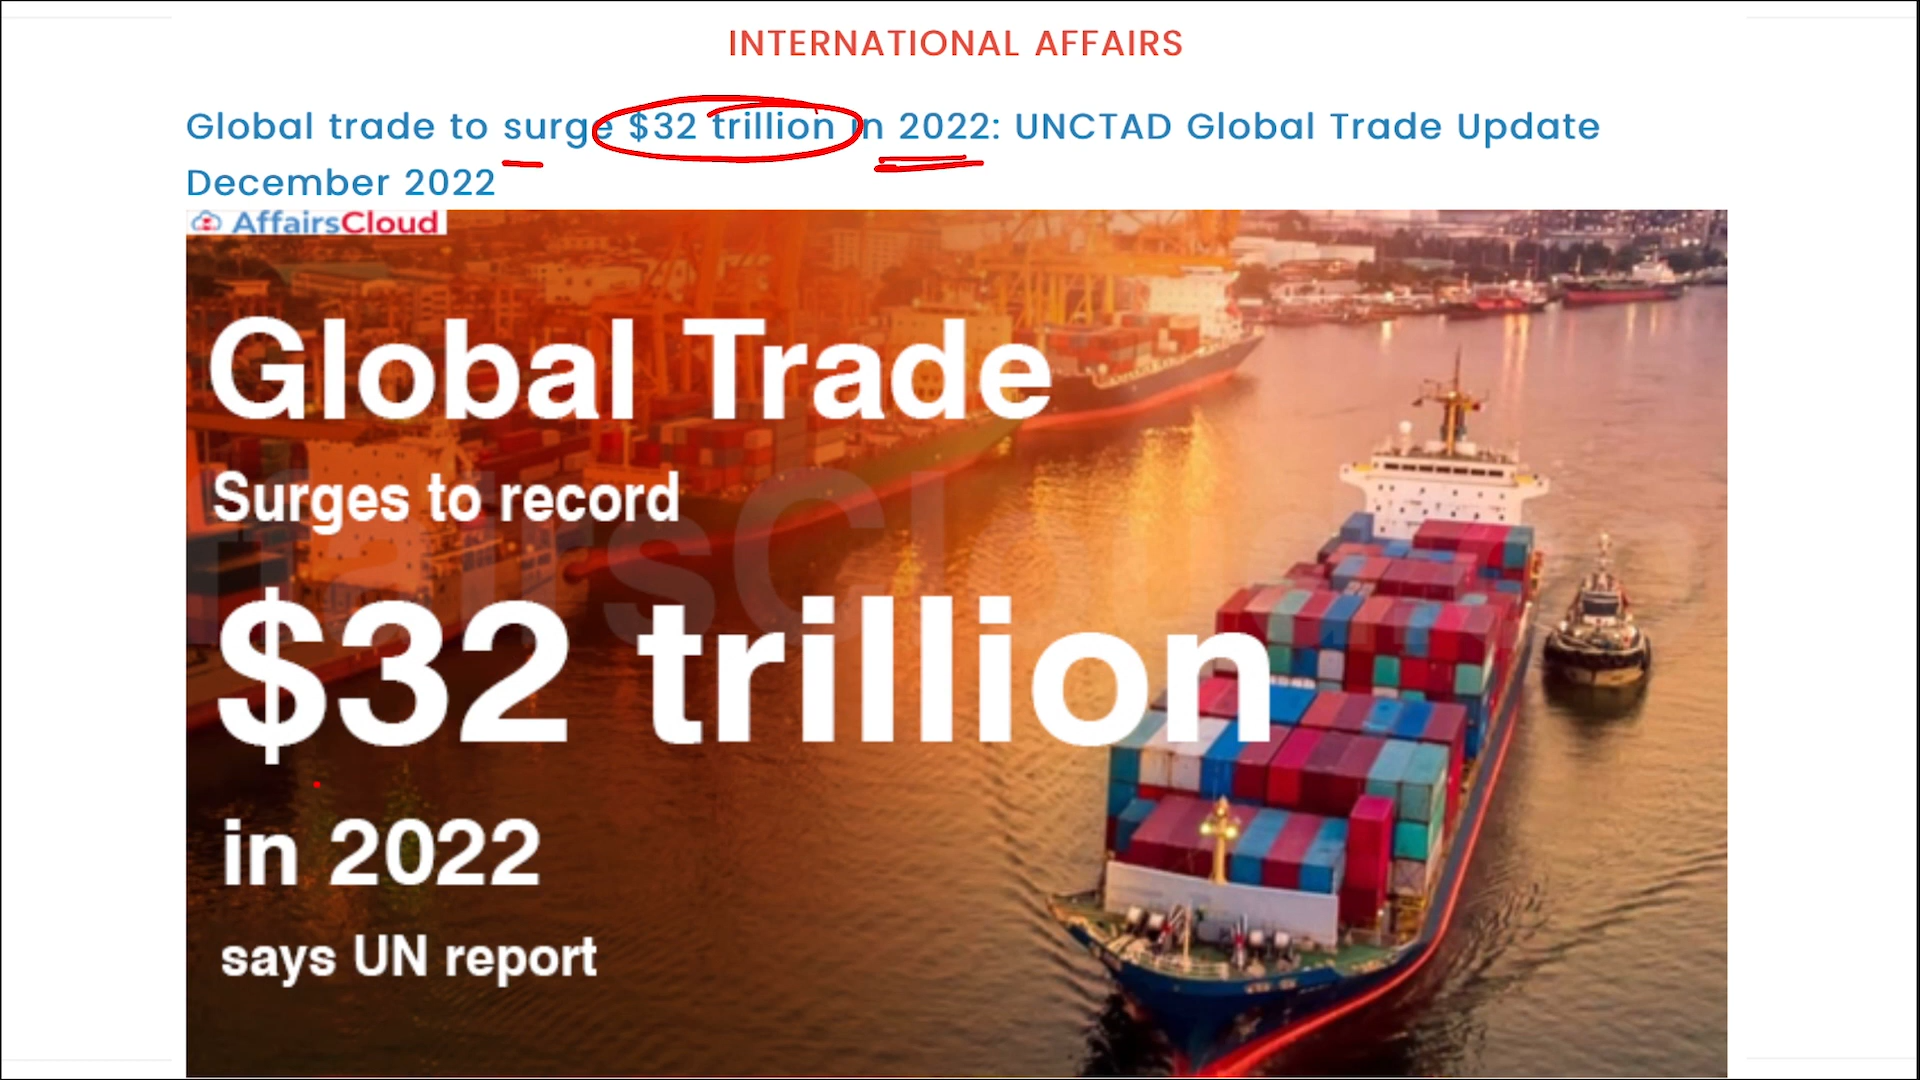 INTERNATIONAL AFFAIRS
Global trade to surge $32 trillion in 2022: UNCTAD Global Trade Update
December 2022
AffairsCloud
Global Trade
Surges to record
$32 trillion
in 2022
says UN report